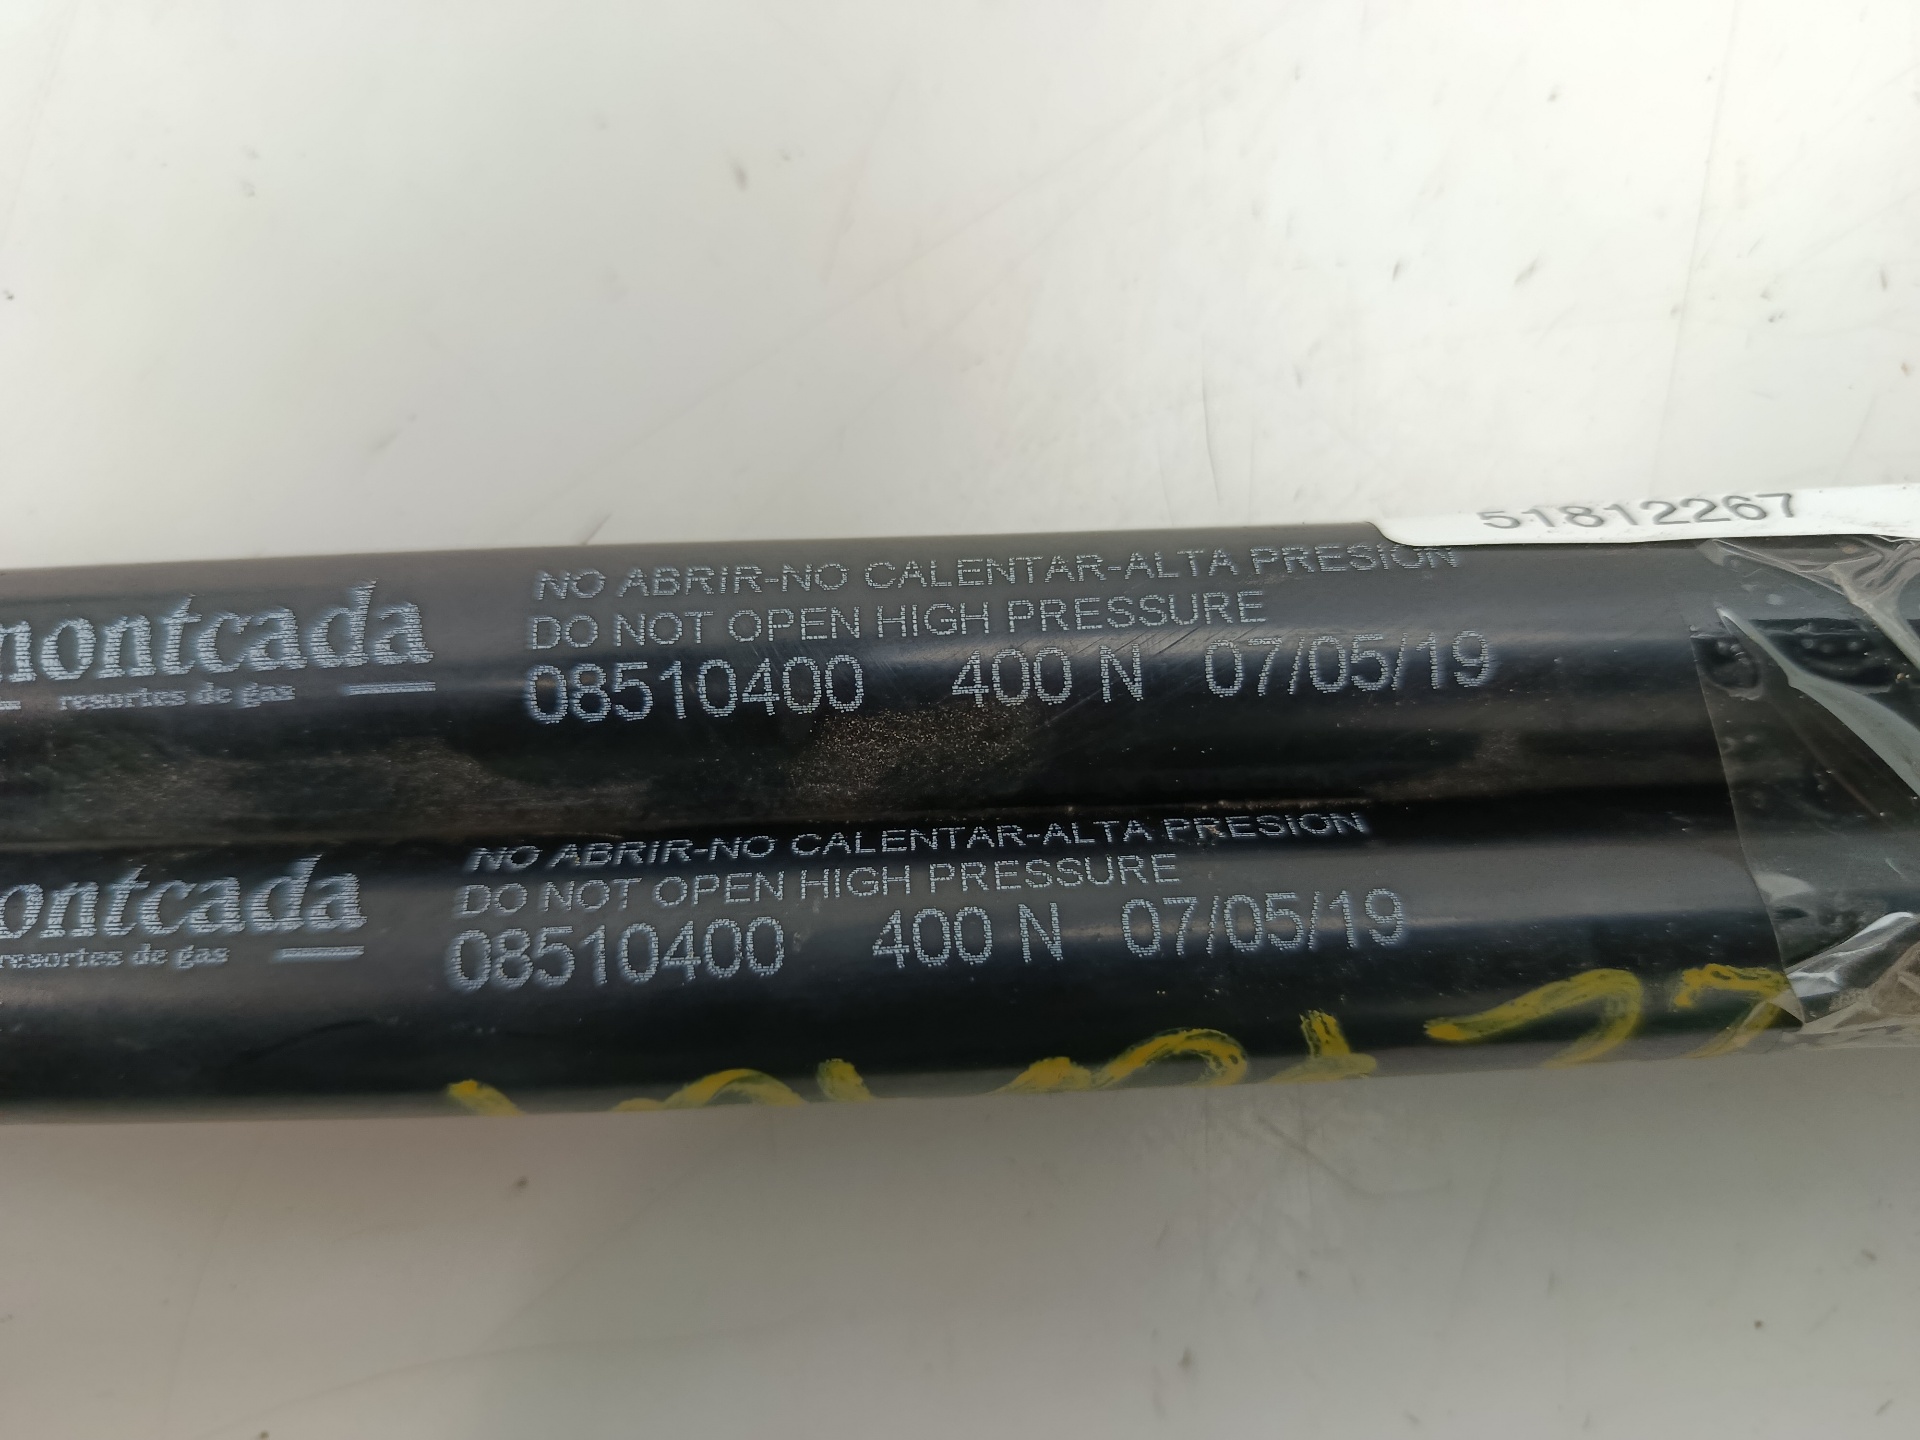 51812267
montcada
resortes de gas
NO ABRIR-NO CALENTAR-ALTA PRESION
DO NOT OPEN HIGH PRESSURE
08510400 400 N 07/05/19
ontcada
resortes de gas
NO ABRIR-NO CALENTAR-ALTA PRESION
DO NOT OPEN HIGH PRESSURE
08510400 400 N 07/05/19